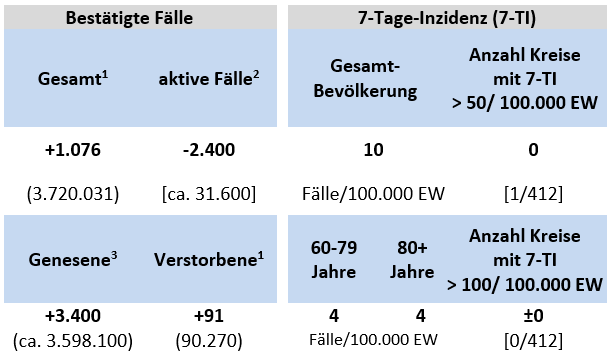 Bestätigte Fälle
Gesamt¹
aktive Fälle²
+1.076
-2.400
(3.720.031)
[ca. 31.600]
Genesene³
Verstorbene¹
+3.400
+91
(ca. 3.598.100)
(90.270)
7-Tage-Inzidenz (7-TI)
Gesamt-
Bevölkerung
Anzahl Kreise
mit 7-TI
> 50/ 100.000 EW
10
0
Fälle/100.000 EW
[1/412]
60-79
Jahre
80+
Jahre
Anzahl Kreise
mit 7-TI
> 100/ 100.000 EW
4
4
±0
Fälle/100.000 EW
[0/412]